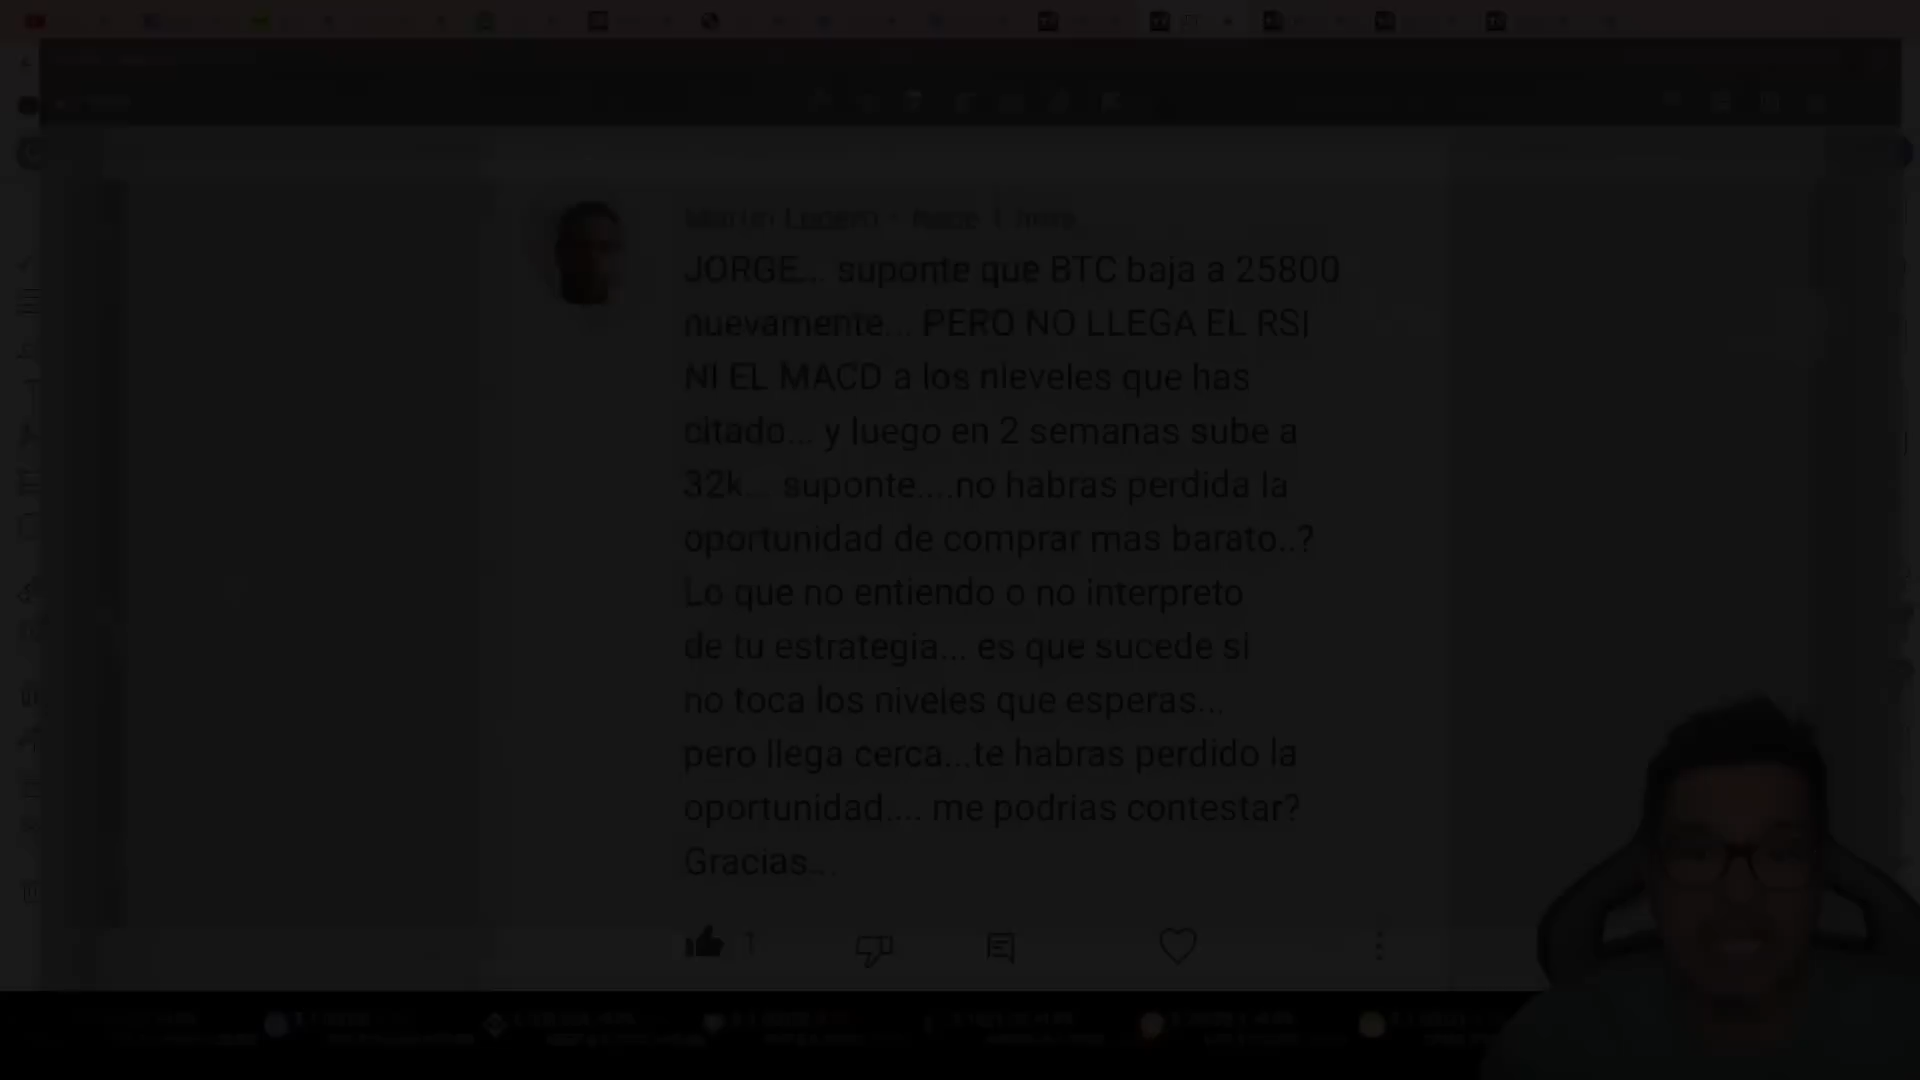 JORGE... suponte que BTC baja a 25800
nuevamente... PERO NO LLEGA EL RSI
NI EL MACD a los nieveles que has
citado... y luego en 2 semanas sube a
32k... suponte....no habras perdida la
oportunidad de comprar mas barato..?
Lo que no entiendo o no interpreto
de tu estrategia... es que sucede si
no toca los niveles que esperas...
pero llega cerca...te habras perdido la
oportunidad.... me podrias contestar?
Gracias...
1